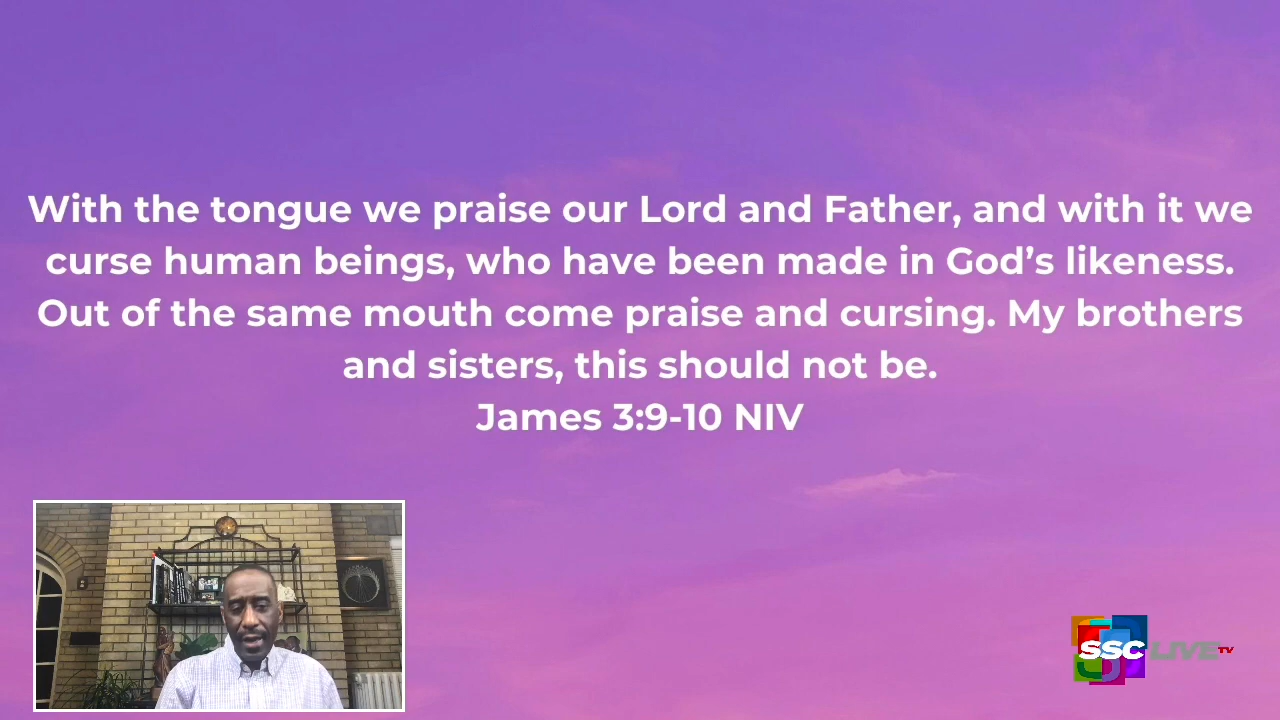 With the tongue we praise our Lord and Father, and with it we
curse human beings, who have been made in God’s likeness.
Out of the same mouth come praise and cursing. My brothers
and sisters, this should not be.
James 3:9-10 NIV
SSC LIVE TV